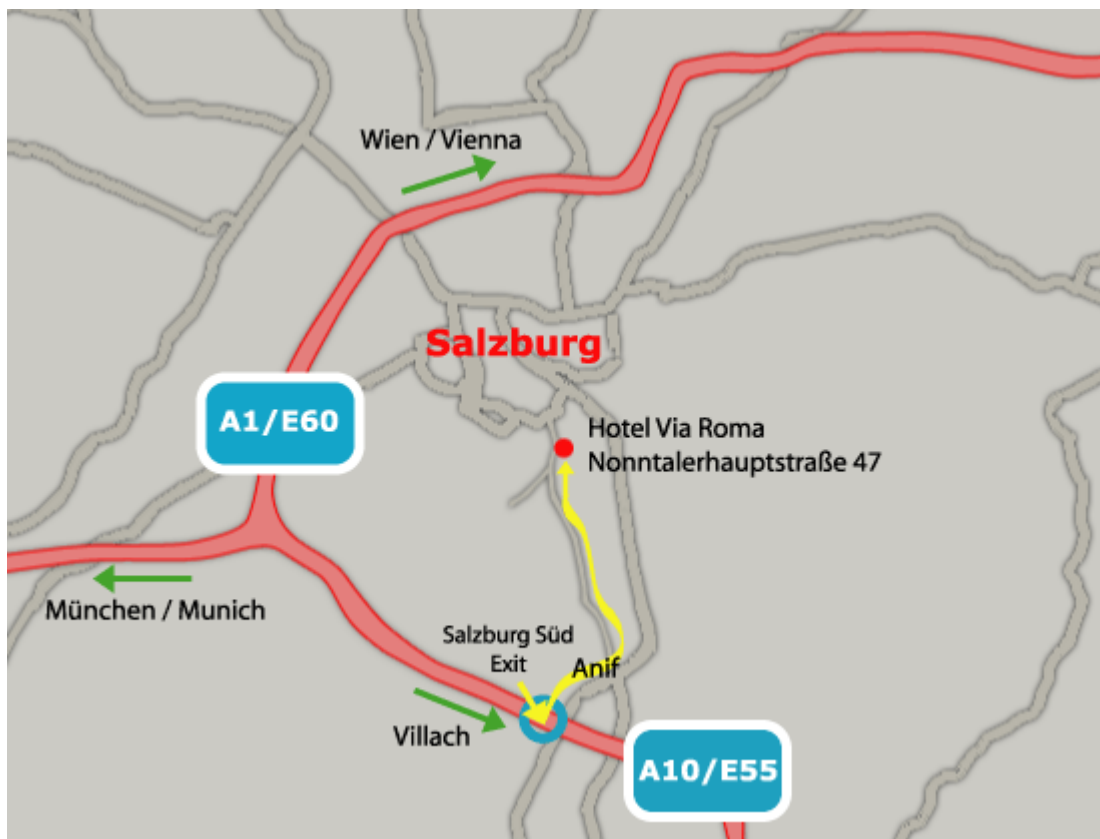 Wien / Vienna
Salzburg
A1/E60
Hotel Via Roma
Nonntalerhauptstraße 47
München / Munich
Salzburg Süd
Exit
Anif
Villach
A10/E55